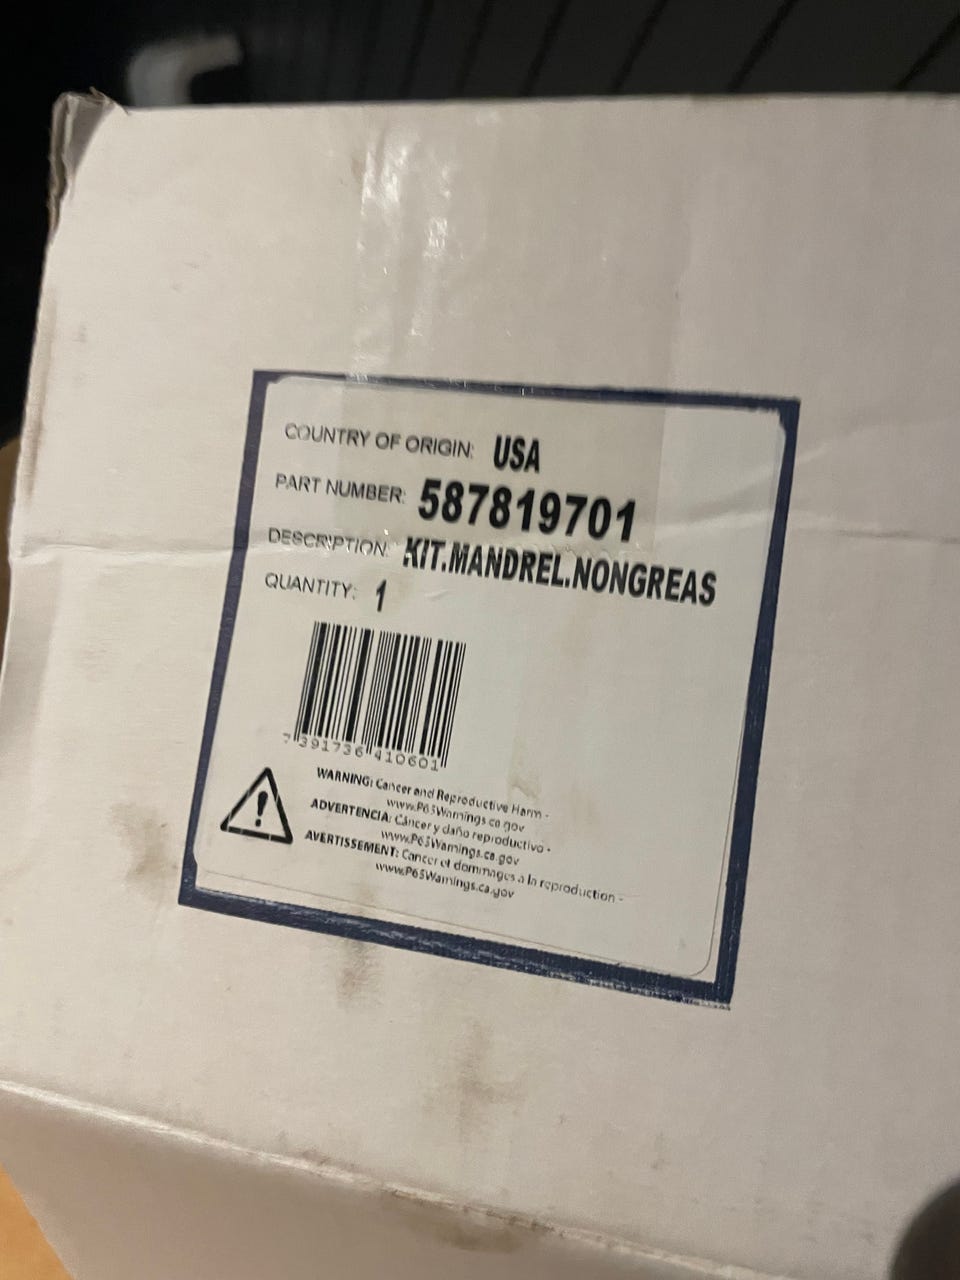 COUNTRY OF ORIGIN: USA
PART NUMBER: 587819701
DESCRIPTION: KIT.MANDREL.NONGREAS
QUANTITY: 1
7 391736 410601
WARNING: Cancer and Reproductive Harm -
www.P65Warnings.ca.gov
ADVERTENCIA: Cáncer y daño reproductivo -
www.P65Warnings.ca.gov
AVERTISSEMENT: Cancer et dommages à la reproduction -
www.P65Warnings.ca.gov